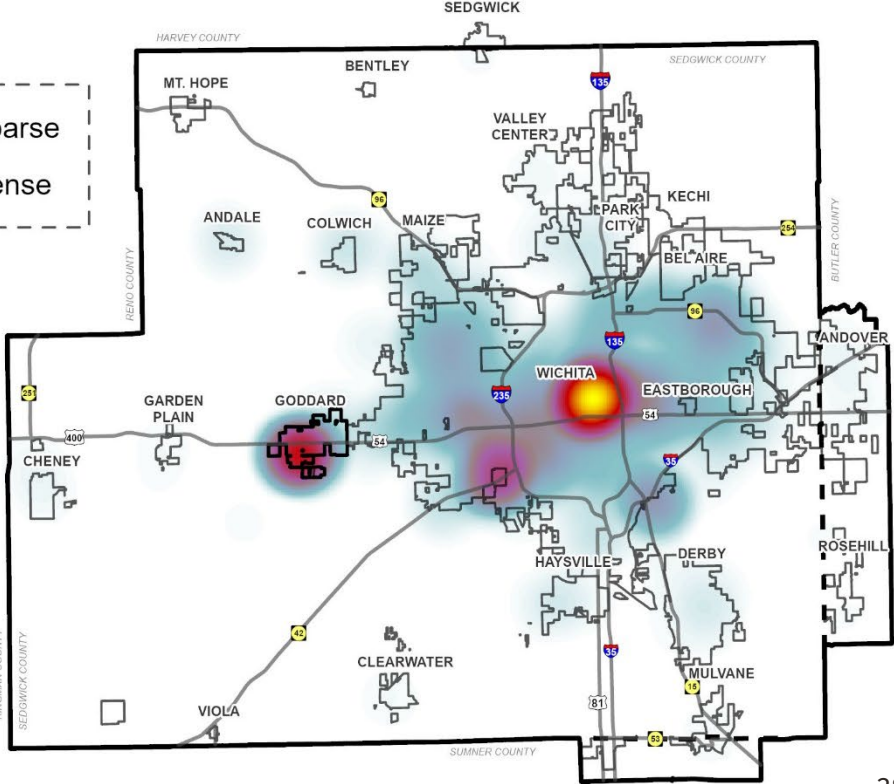 SEDGWICK
HARVEY COUNTY
SEDGWICK COUNTY
BENTLEY
MT. HOPE
135
VALLEY
CENTER
96
KECHI
PARK
CITY
ANDALE
COLWICH
MAIZE
254
BEL AIRE
BUTLER COUNTY
RENO COUNTY
96
135
ANDOVER
WICHITA
EASTBOROUGH
235
251
GARDEN
PLAIN
GODDARD
54
400
54
CHENEY
35
HAYSVILLE
DERBY
ROSEHILL
42
35
CLEARWATER
SEDGWICK COUNTY
MULVANE
15
81
VIOLA
53
SUMNER COUNTY